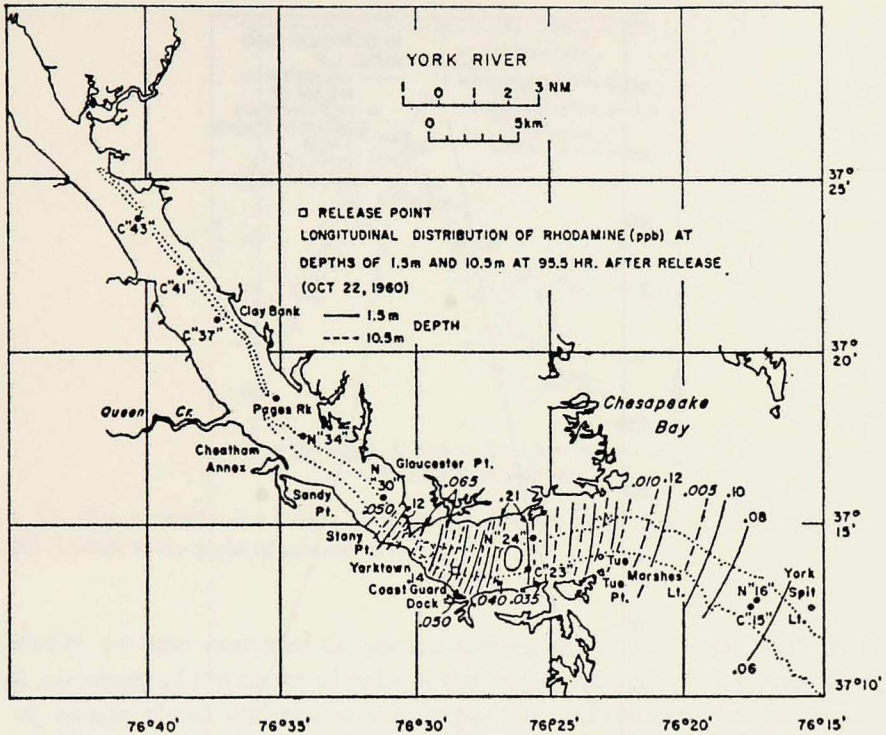 YORK RIVER
1 0 1 2 3 NM
0 5km
37°
25'
□ RELEASE POINT
LONGITUDINAL DISTRIBUTION OF RHODAMINE (ppb) AT
DEPTHS OF 1.5m AND 10.5m AT 95.5 HR. AFTER RELEASE
(OCT 22, 1960)
1.5m
DEPTH
10.5m
C"43"
C"41"
Clay Bank
C"37"
37°
20'
Pages Rk.
Queen Cr.
N"34"
Chesapeake
Bay
Cheatham
Annex
N
"30"
Gloucester Pt.
Sandy
Pt.
.050
.12
.065
.21
.010
.12
.005
.10
.08
37°
15'
Stony
Pt.
N"24"
Yorktown
.14
C"23"
Tue
Tue
Pt.
Marshes
Lt.
N"16"
York
Spit
Lt.
C"15"
Coast Guard
Dock
.050
.040
.035
.06
37°10'
76°40'
76°35'
76°30'
76°25'
76°20'
76°15'